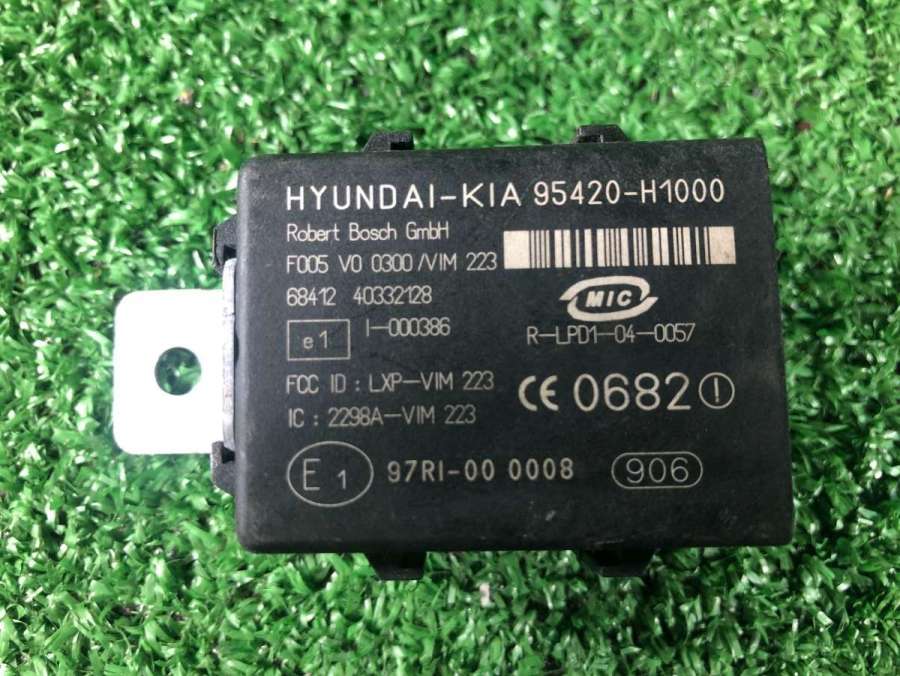 HYUNDAI-KIA 95420-H1000
Robert Bosch GmbH
F005 V0 0300/VIM 223
68412 40332128
MIC
e1 I-000386
R-LPD1-04-0057
FCC ID : LXP-VIM 223
CE 0682
IC : 2298A-VIM 223
E1 97RI-00 0008 906